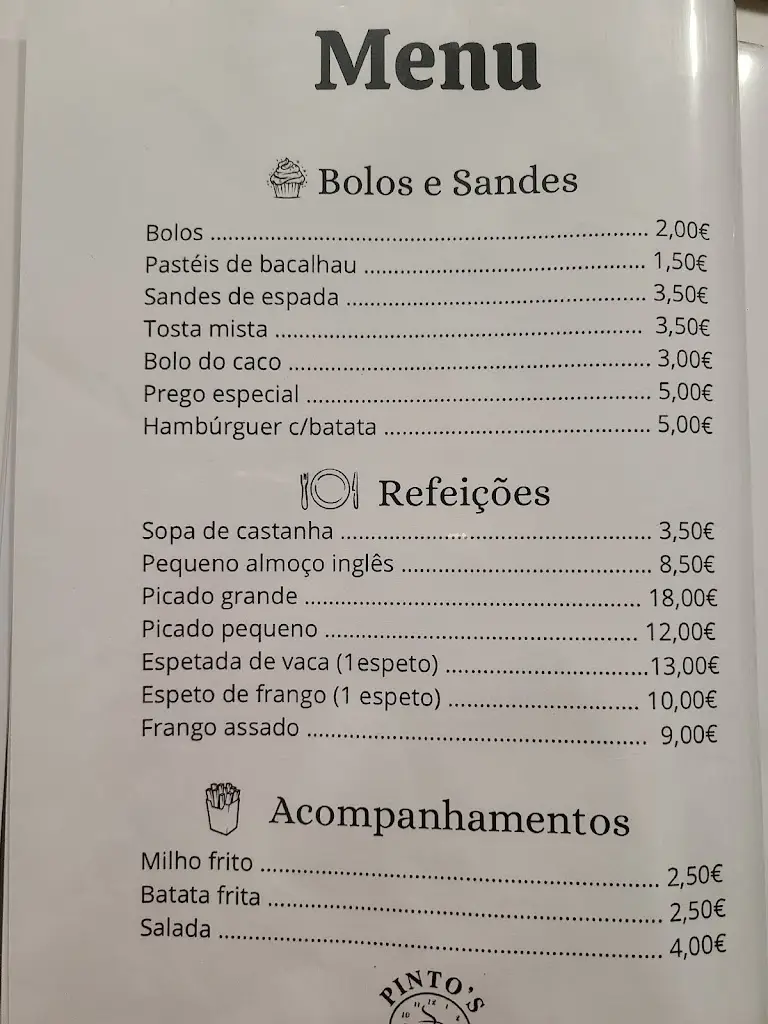 Menu
Bolos e Sandes
Bolos ........................................ 2,00€
Pastéis de bacalhau ........................................ 1,50€
Sandes de espada ........................................ 3,50€
Tosta mista ........................................ 3,50€
Bolo do caco ........................................ 3,00€
Prego especial ........................................ 5,00€
Hambúrguer c/batata ........................................ 5,00€
Refeições
Sopa de castanha ........................................ 3,50€
Pequeno almoço inglês ........................................ 8,50€
Picado grande ........................................ 18,00€
Picado pequeno ........................................ 12,00€
Espetada de vaca (1espeto) ........................................ 13,00€
Espeto de frango (1 espeto) ........................................ 10,00€
Frango assado ........................................ 9,00€
Acompanhamentos
Milho frito ........................................ 2,50€
Batata frita ........................................ 2,50€
Salada ........................................ 4,00€
PINTO'S